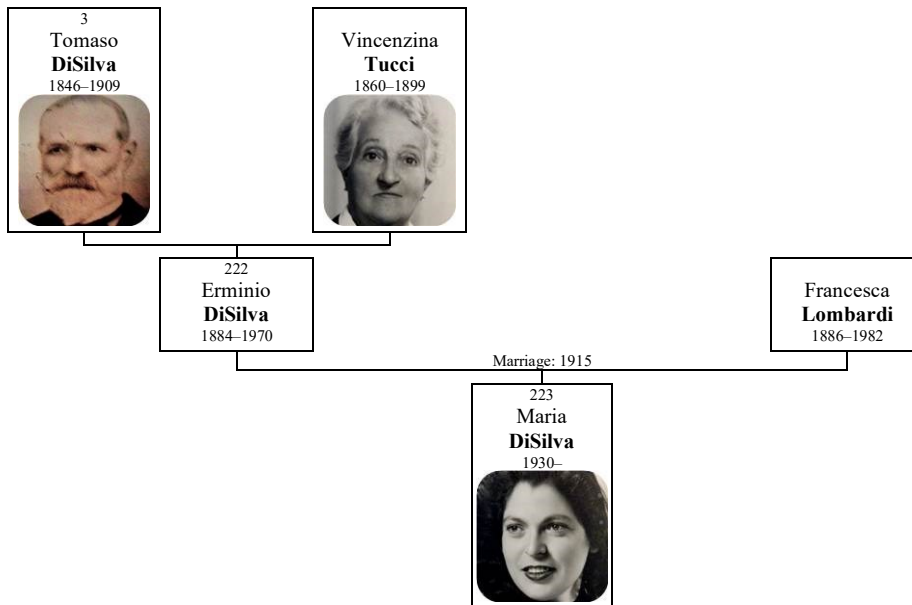 3
Tomaso
DiSilva
1846–1909
Vincenzina
Tucci
1860–1899
222
Erminio
DiSilva
1884–1970
Francesca
Lombardi
1886–1982
Marriage: 1915
223
Maria
DiSilva
1930–